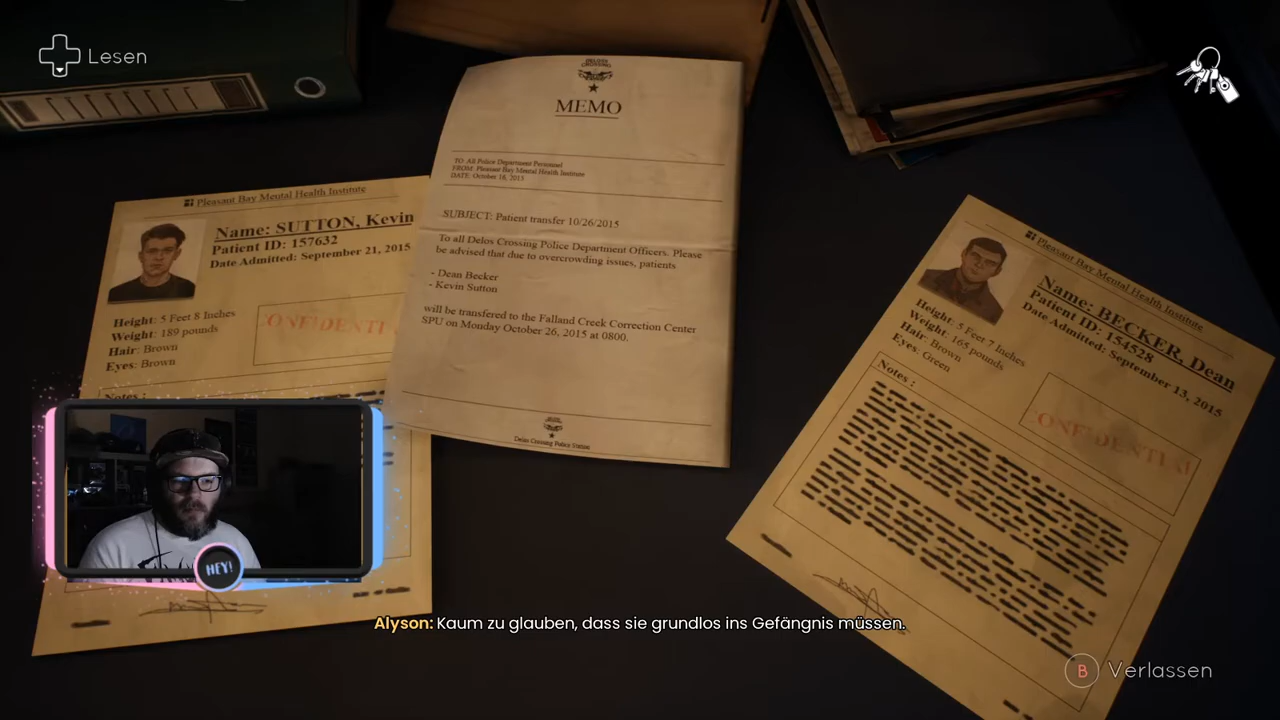 Lesen
DELOS
CROSSING
MEMO
TO: All Police Department Personnel
FROM: Pleasant Bay Mental Health Institute
DATE: October 16, 2015
SUBJECT: Patient transfer 10/26/2015
To all Delos Crossing Police Department Officers. Please
be advised that due to overcrowding issues, patients
- Dean Becker
- Kevin Sutton
will be transfered to the Falland Creek Correction Center
SPU on Monday October 26, 2015 at 0800.
Delos Crossing Police Station
Pleasant Bay Mental Health Institute
Name: SUTTON, Kevin
Patient ID: 157632
Date Admitted: September 21, 2015
Height: 5 Feet 8 Inches
Weight: 189 pounds
Hair: Brown
Eyes: Brown
CONFIDENTI
Notes :
Pleasant Bay Mental Health Institute
Name: BECKER, Dean
Patient ID: 154528
Date Admitted: September 13, 2015
Height: 5 Feet 7 Inches
Weight: 165 pounds
Hair: Brown
Eyes: Green
CONFIDENTIAL
Notes :
HEY!
Alyson: Kaum zu glauben, dass sie grundlos ins Gefängnis müssen.
B Verlassen